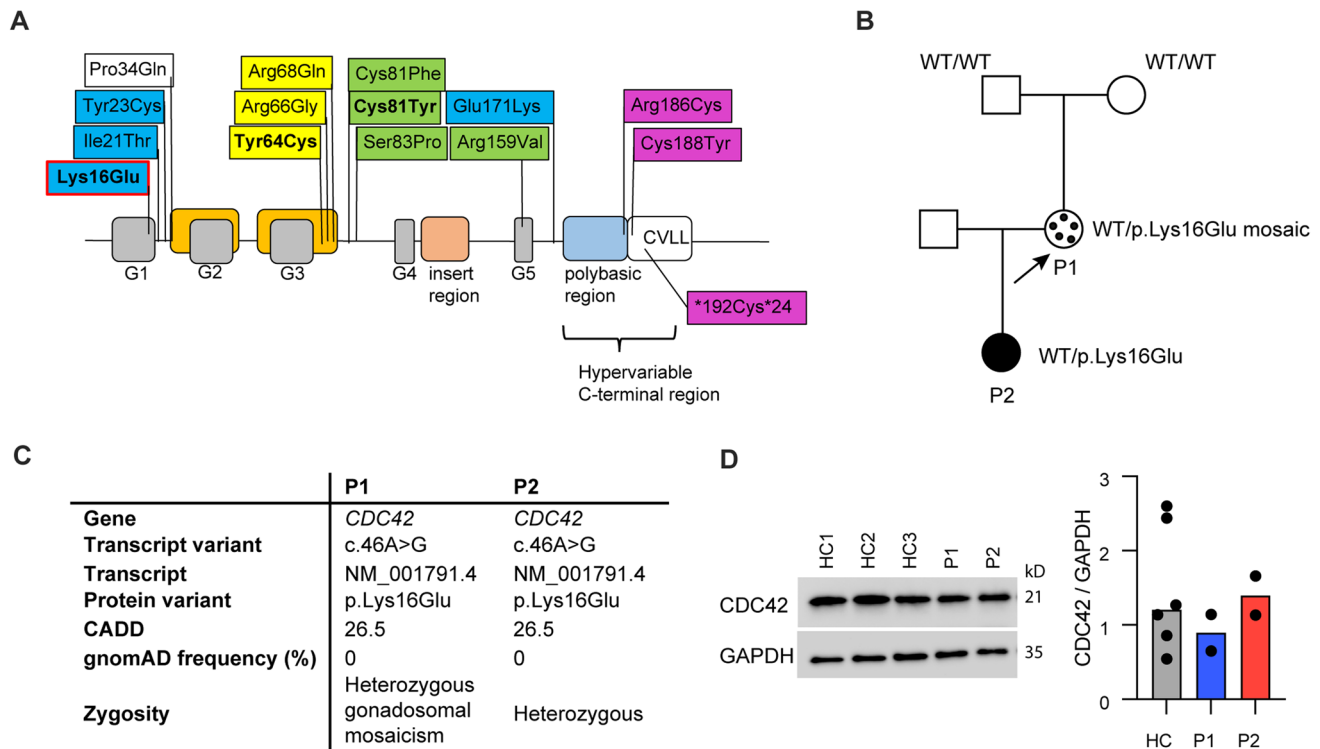 A
Pro34Gln
Arg68Gln
Cys81Phe
Tyr23Cys
Arg66Gly
Cys81Tyr
Glu171Lys
Arg186Cys
Ile21Thr
Tyr64Cys
Ser83Pro
Arg159Val
Cys188Tyr
Lys16Glu
CVLL
G1
G2
G3
G4
insert
region
G5
polybasic
region
*192Cys*24
Hypervariable
C-terminal region
B
WT/WT
WT/WT
WT/p.Lys16Glu mosaic
P1
WT/p.Lys16Glu
P2
C
P1 P2
Gene CDC42 CDC42
Transcript variant c.46A>G c.46A>G
Transcript NM_001791.4 NM_001791.4
Protein variant p.Lys16Glu p.Lys16Glu
CADD 26.5 26.5
gnomAD frequency (%) 0 0
Zygosity Heterozygous gonadosomal mosaicism Heterozygous
D
HC1 HC2 HC3 P1 P2
kD
CDC42 21
GAPDH 35
CDC42 / GAPDH
3
2
1
0
HC P1 P2